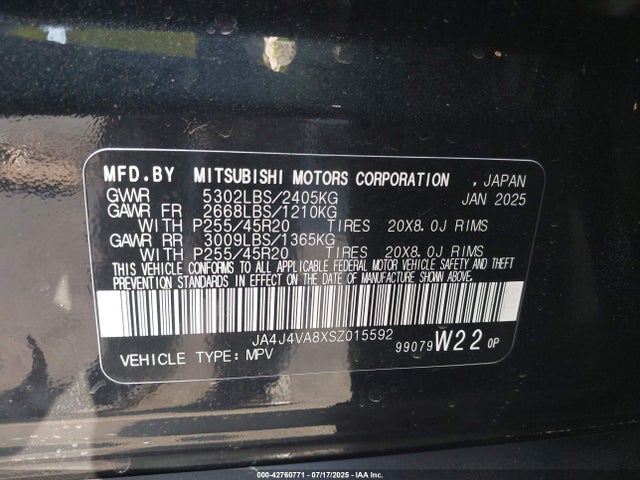 MFD.BY MITSUBISHI MOTORS CORPORATION , JAPAN
GWVR 5302LBS/2405KG JAN 2025
GAWR FR 2668LBS/1210KG
WITH P255/45R20 TIRES 20X8.0J RIMS
GAWR RR 3009LBS/1365KG
WITH P255/45R20 TIRES 20X8.0J RIMS
THIS VEHICLE CONFORMS TO ALL APPLICABLE FEDERAL MOTOR VEHICLE SAFETY AND THEFT
PREVENTION STANDARDS IN EFFECT ON THE DATE OF MANUFACTURE SHOWN ABOVE.
JA4J4VA8XSZ015592
VEHICLE TYPE: MPV 99079 W22 0P
000-42760771 - 07/17/2025 - IAA Inc.